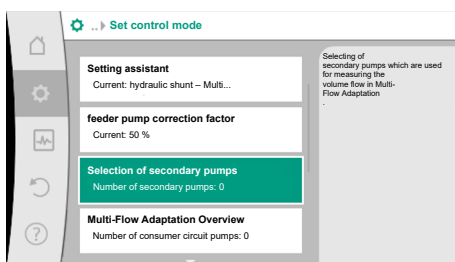 ..▸ Set control mode
Setting assistant
Current: hydraulic shunt – Multi...
feeder pump correction factor
Current: 50 %
Selection of secondary pumps
Number of secondary pumps: 0
Multi-Flow Adaptation Overview
Number of consumer circuit pumps: 0
Selecting of
secondary pumps which are used
for measuring the
volume flow in Multi-
Flow Adaptation
.
?